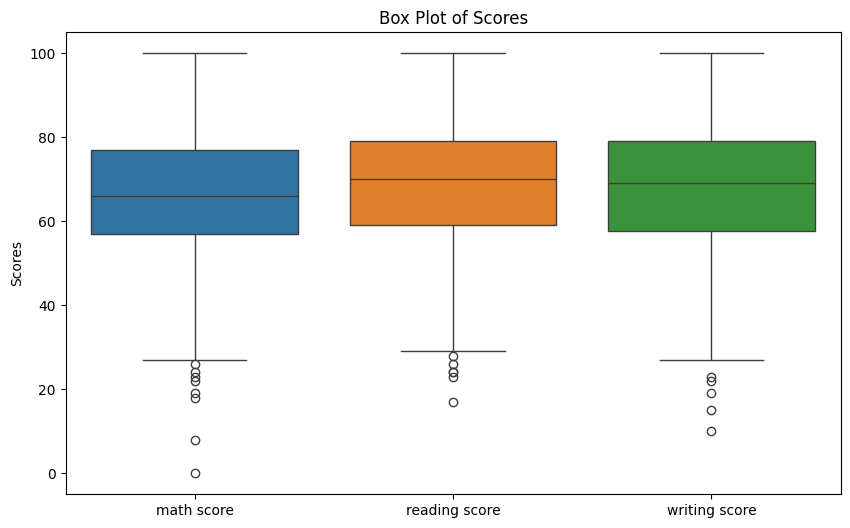 Box Plot of Scores
Scores
100
80
60
40
20
0
math score
reading score
writing score